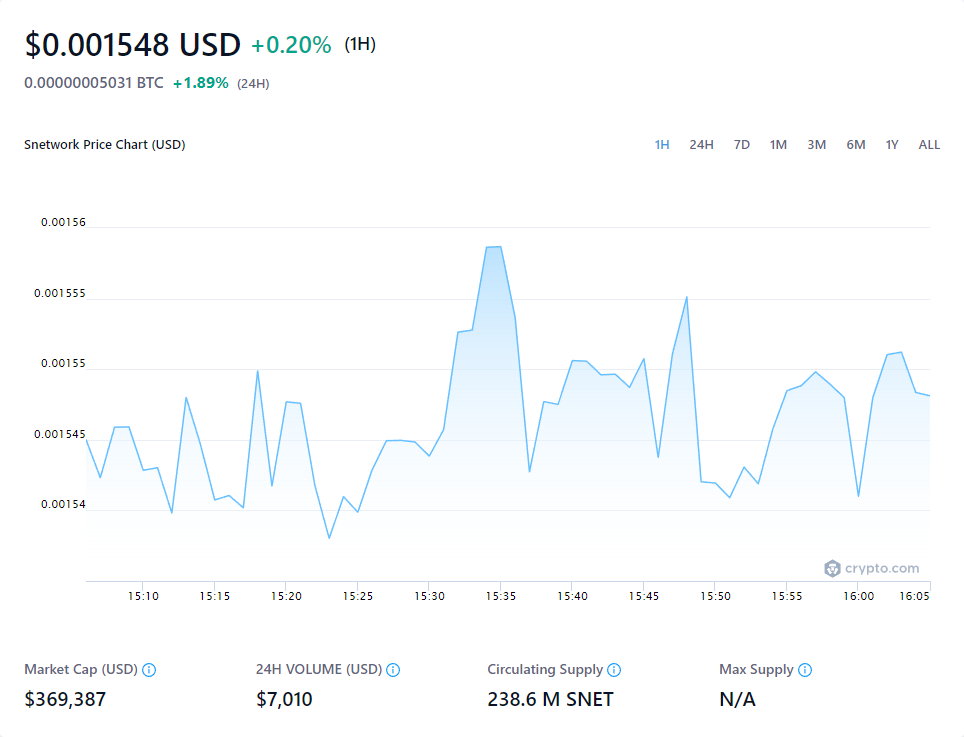 $0.001548 USD +0.20% (1H)
0.00000005031 BTC +1.89% (24H)
Snetwork Price Chart (USD) 1H 24H 7D 1M 3M 6M 1Y ALL
0.00156
0.001555
0.00155
0.001545
0.00154
crypto.com
15:10 15:15 15:20 15:25 15:30 15:35 15:40 15:45 15:50 15:55 16:00 16:05
Market Cap (USD) 24H VOLUME (USD) Circulating Supply Max Supply
$369,387 $7,010 238.6 M SNET N/A